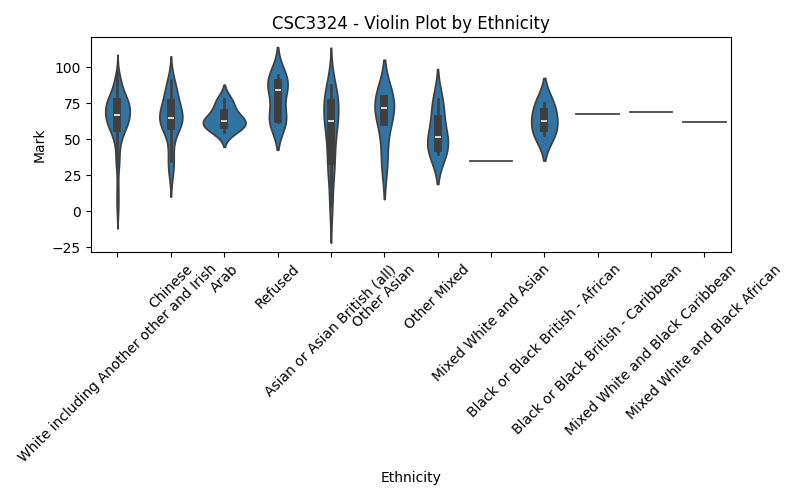 CSC3324 - Violin Plot by Ethnicity
Mark
100
75
50
25
0
−25
White including Another other and Irish
Chinese
Arab
Refused
Asian or Asian British (all)
Other Asian
Other Mixed
Mixed White and Asian
Black or Black British - African
Black or Black British - Caribbean
Mixed White and Black Caribbean
Mixed White and Black African
Ethnicity